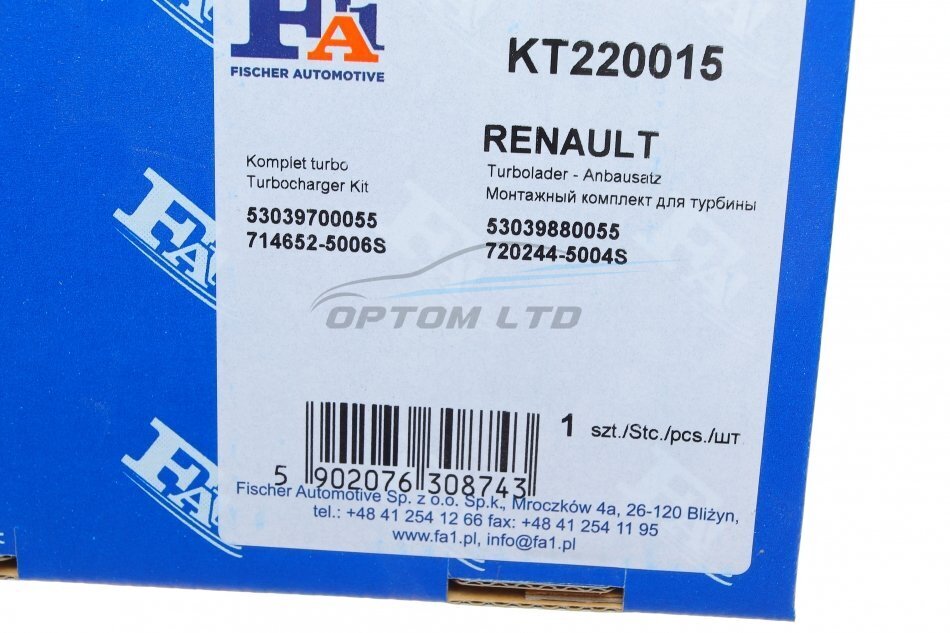 FA1
FISCHER AUTOMOTIVE
KT220015
RENAULT
Komplet turbo
Turbocharger Kit
Turbolader - Anbausatz
Монтажный комплект для турбины
53039700055
714652-5006S
53039880055
720244-5004S
OPTOM LTD
1 szt./Stc./pcs./шт
5 902076 308743
Fischer Automotive Sp. z o.o. Sp.k., Mroczków 4a, 26-120 Bliżyn,
tel.: +48 41 254 12 66 fax: +48 41 254 11 95
www.fa1.pl, info@fa1.pl
FA1
FA1
FA1